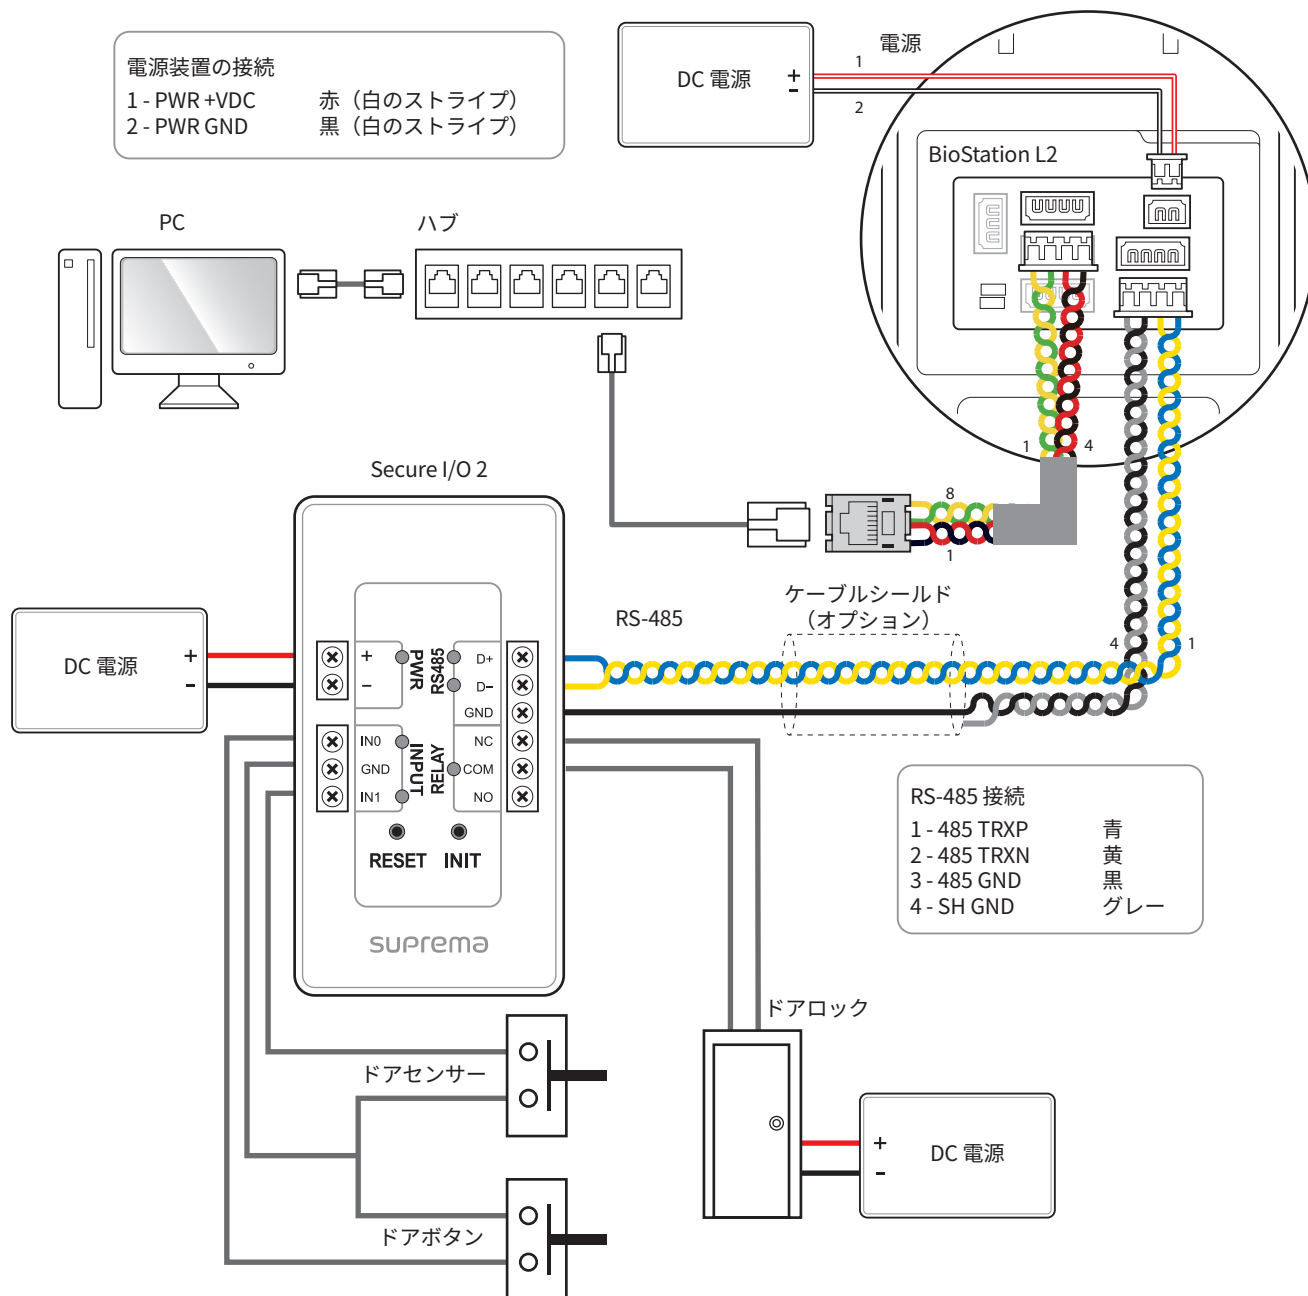 電源装置の接続
1 - PWR +VDC 赤（白のストライプ）
2 - PWR GND 黒（白のストライプ）
DC 電源
+
-
電源
1
2
BioStation L2
PC
ハブ
1
4
8
1
Secure I/O 2
DC 電源
+
-
+
-
PWR
RS485
D+
D-
GND
IN0
GND
IN1
INPUT
RELAY
NC
COM
NO
RESET INIT
suprema
RS-485
ケーブルシールド
（オプション）
4
1
RS-485 接続
1 - 485 TRXP 青
2 - 485 TRXN 黄
3 - 485 GND 黒
4 - SH GND グレー
ドアロック
ドアセンサー
ドアボタン
+
-
DC 電源